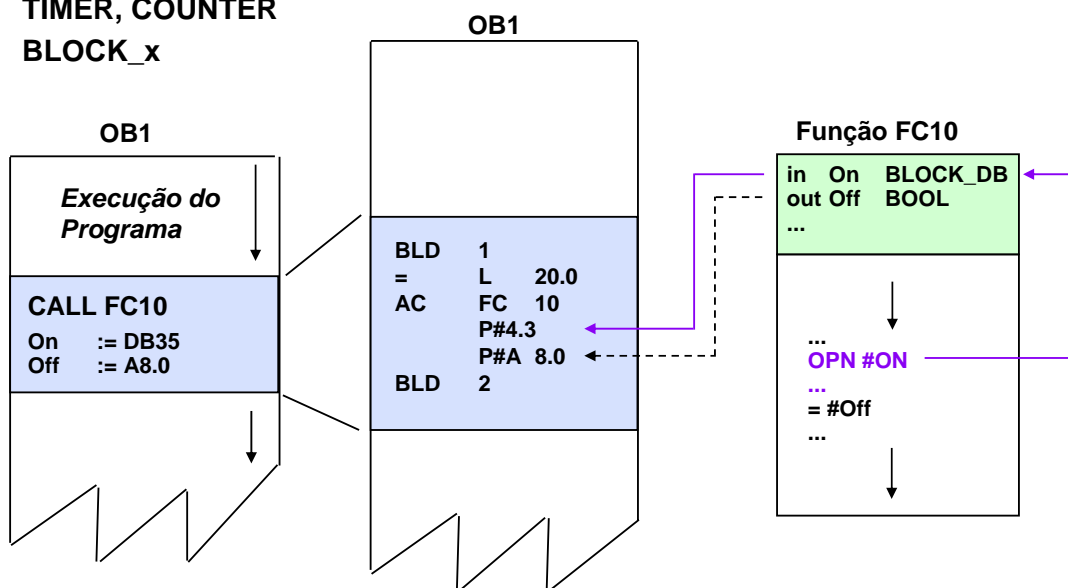 TIMER, COUNTER
BLOCK_x
OB1
Execução do
Programa
CALL FC10
On := DB35
Off := A8.0
OB1
BLD 1
= L 20.0
AC FC 10
P#4.3
P#A 8.0
BLD 2
Função FC10
in On BLOCK_DB
out Off BOOL
...
...
OPN #ON
...
= #Off
...